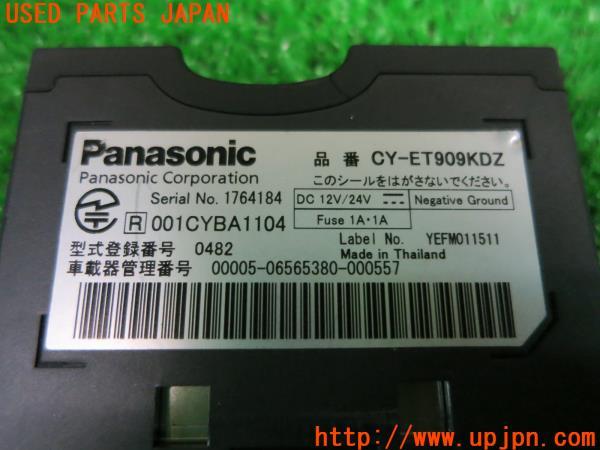 USED PARTS JAPAN
Panasonic
品 番 CY-ET909KDZ
Panasonic Corporation
このシールをはがさないでください。
Serial No. 1764184
DC 12V/24V
Negative Ground
Fuse 1A・1A
R 001CYBA1104
Label No. YEFM011511
型式登録番号 0482
Made in Thailand
車載器管理番号 00005-06565380-000557
http://www.upjpn.com/